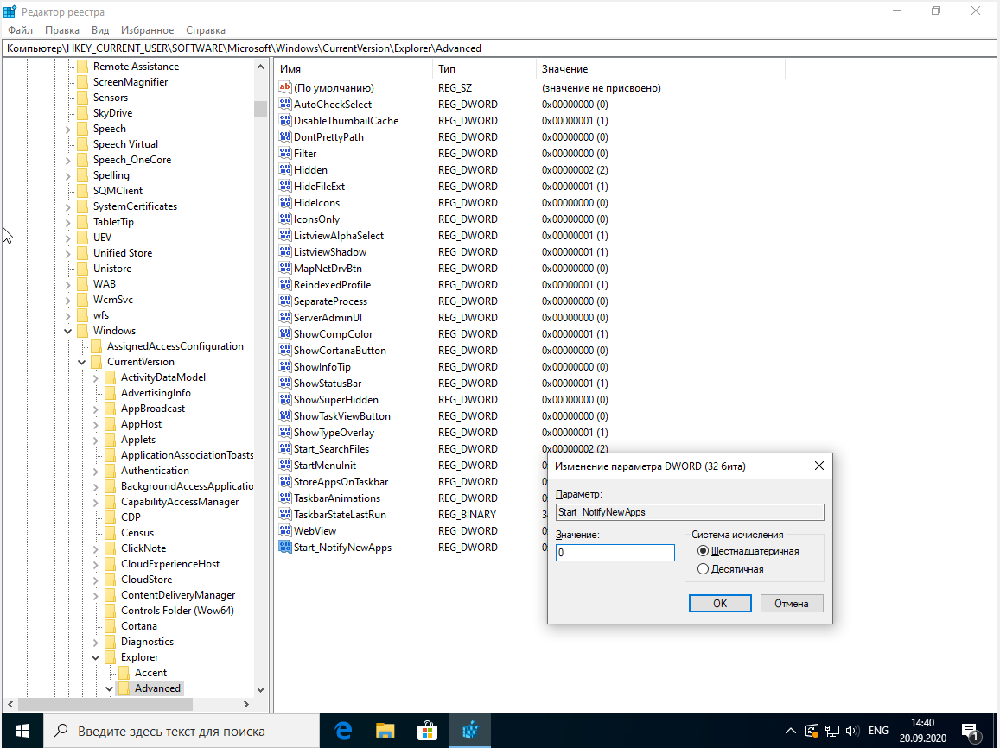 Редактор реестра
Файл Правка Вид Избранное Справка
Компьютер\HKEY_CURRENT_USER\SOFTWARE\Microsoft\Windows\CurrentVersion\Explorer\Advanced
Remote Assistance
ScreenMagnifier
Sensors
SkyDrive
Speech
Speech Virtual
Speech_OneCore
Spelling
SQMClient
SystemCertificates
TabletTip
UEV
Unified Store
Unistore
WAB
WcmSvc
wfs
Windows
AssignedAccessConfiguration
CurrentVersion
ActivityDataModel
AdvertisingInfo
AppBroadcast
AppHost
Applets
ApplicationAssociationToasts
Authentication
BackgroundAccessApplicatio
CapabilityAccessManager
CDP
Census
ClickNote
CloudExperienceHost
CloudStore
ContentDeliveryManager
Controls Folder (Wow64)
Cortana
Diagnostics
Explorer
Accent
Advanced
Имя Тип Значение
(По умолчанию) REG_SZ (значение не присвоено)
AutoCheckSelect REG_DWORD 0x00000000 (0)
DisableThumbailCache REG_DWORD 0x00000001 (1)
DontPrettyPath REG_DWORD 0x00000000 (0)
Filter REG_DWORD 0x00000000 (0)
Hidden REG_DWORD 0x00000002 (2)
HideFileExt REG_DWORD 0x00000001 (1)
HideIcons REG_DWORD 0x00000000 (0)
IconsOnly REG_DWORD 0x00000000 (0)
ListviewAlphaSelect REG_DWORD 0x00000001 (1)
ListviewShadow REG_DWORD 0x00000001 (1)
MapNetDrvBtn REG_DWORD 0x00000000 (0)
ReindexedProfile REG_DWORD 0x00000001 (1)
SeparateProcess REG_DWORD 0x00000000 (0)
ServerAdminUI REG_DWORD 0x00000000 (0)
ShowCompColor REG_DWORD 0x00000001 (1)
ShowCortanaButton REG_DWORD 0x00000000 (0)
ShowInfoTip REG_DWORD 0x00000000 (0)
ShowStatusBar REG_DWORD 0x00000001 (1)
ShowSuperHidden REG_DWORD 0x00000000 (0)
ShowTaskViewButton REG_DWORD 0x00000000 (0)
ShowTypeOverlay REG_DWORD 0x00000001 (1)
Start_SearchFiles REG_DWORD 0x00000002 (2)
StartMenuInit REG_DWORD 0
StoreAppsOnTaskbar REG_DWORD 0
TaskbarAnimations REG_DWORD 0
TaskbarStateLastRun REG_BINARY 3
WebView REG_DWORD 0
Start_NotifyNewApps REG_DWORD 0
Изменение параметра DWORD (32 бита)
Параметр:
Start_NotifyNewApps
Значение:
0
Система исчисления
Шестнадцатеричная
Десятичная
OK Отмена
Введите здесь текст для поиска
ENG
14:40
20.09.2020
1